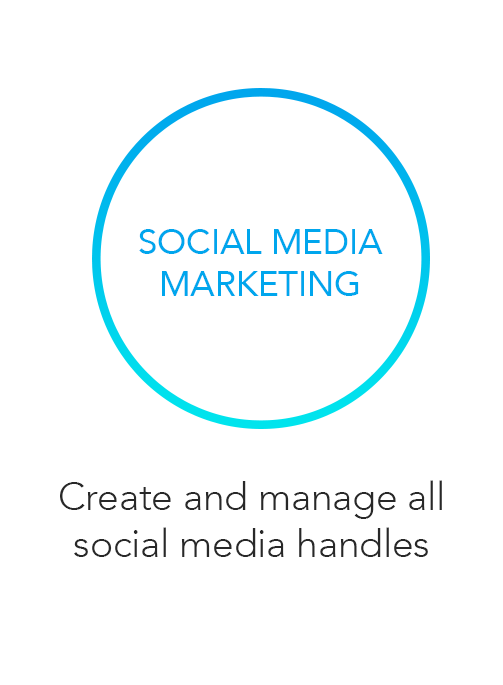 SOCIAL MEDIA
MARKETING
Create and manage all
social media handles